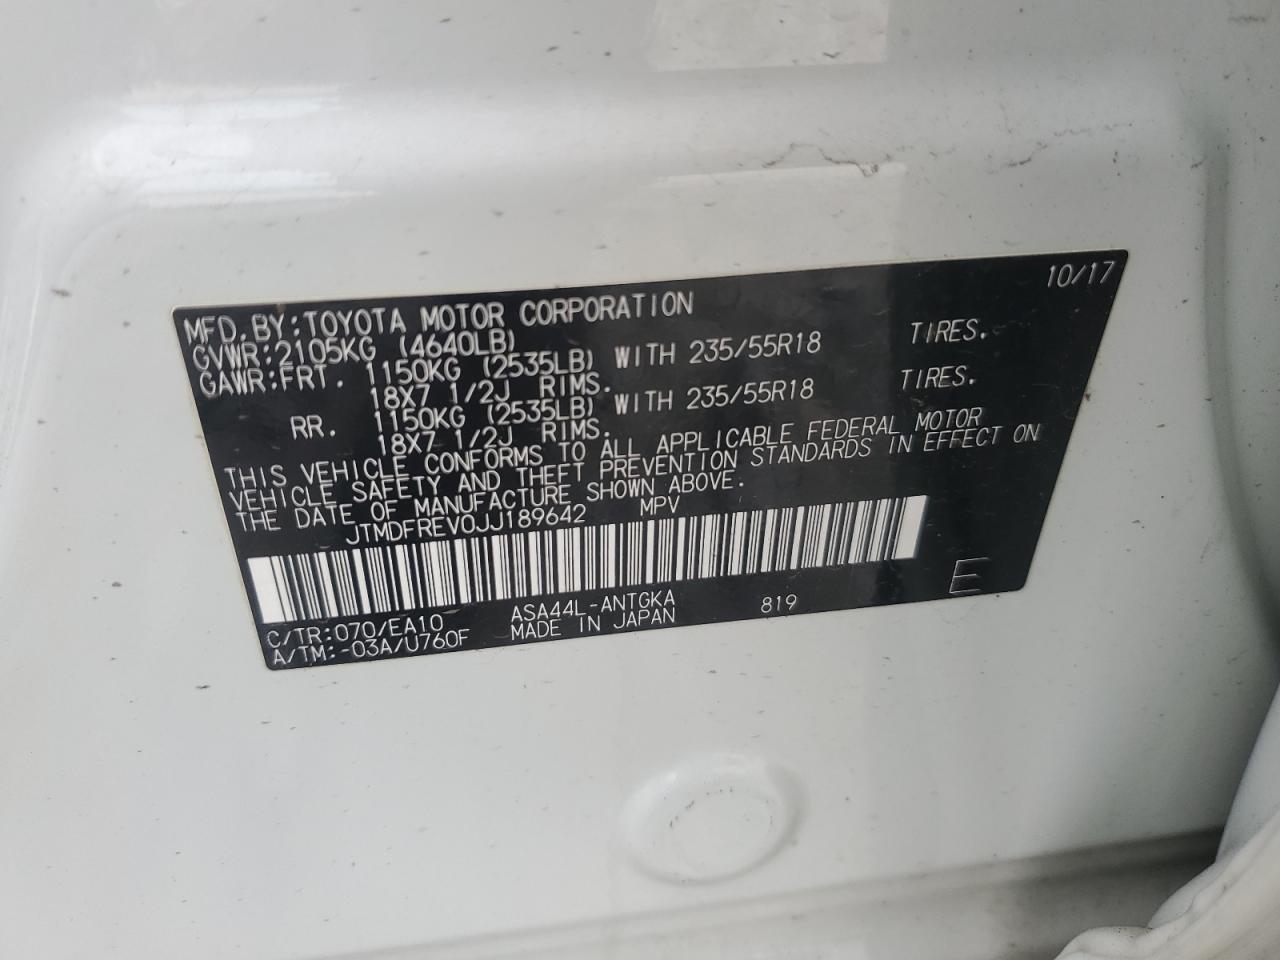 10/17
MFD.BY:TOYOTA MOTOR CORPORATION
GVWR:2105KG (4640LB)
GAWR:FRT. 1150KG (2535LB) WITH 235/55R18 TIRES.
18X7 1/2J RIMS.
RR. 1150KG (2535LB) WITH 235/55R18 TIRES.
18X7 1/2J RIMS.
THIS VEHICLE CONFORMS TO ALL APPLICABLE FEDERAL MOTOR
VEHICLE SAFETY AND THEFT PREVENTION STANDARDS IN EFFECT ON
THE DATE OF MANUFACTURE SHOWN ABOVE.
JTMDFREV0JJ189642 MPV
E
C/TR:070/EA10 ASA44L-ANTGKA 819
A/TM:-03A/U760F MADE IN JAPAN